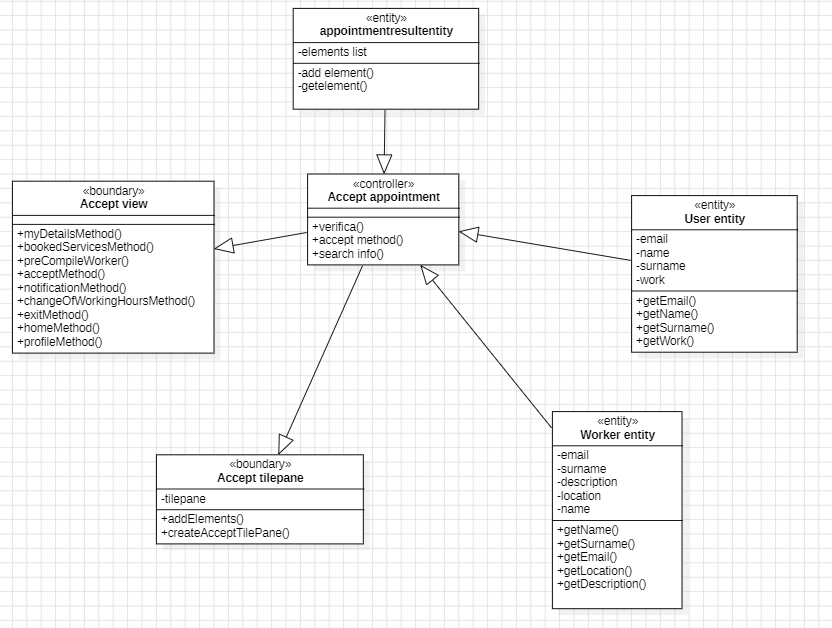 «entity»
appointmentresultentity
-elements list
-add element()
-getelement()
«controller»
Accept appointment
+verifica()
+accept method()
+search info()
«boundary»
Accept view
+myDetailsMethod()
+bookedServicesMethod()
+preCompileWorker()
+acceptMethod()
+notificationMethod()
+changeOfWorkingHoursMethod()
+exitMethod()
+homeMethod()
+profileMethod()
«entity»
User entity
-email
-name
-surname
-work
+getEmail()
+getName()
+getSurname()
+getWork()
«boundary»
Accept tilepane
-tilepane
+addElements()
+createAcceptTilePane()
«entity»
Worker entity
-email
-surname
-description
-location
-name
+getName()
+getSurname()
+getEmail()
+getLocation()
+getDescription()